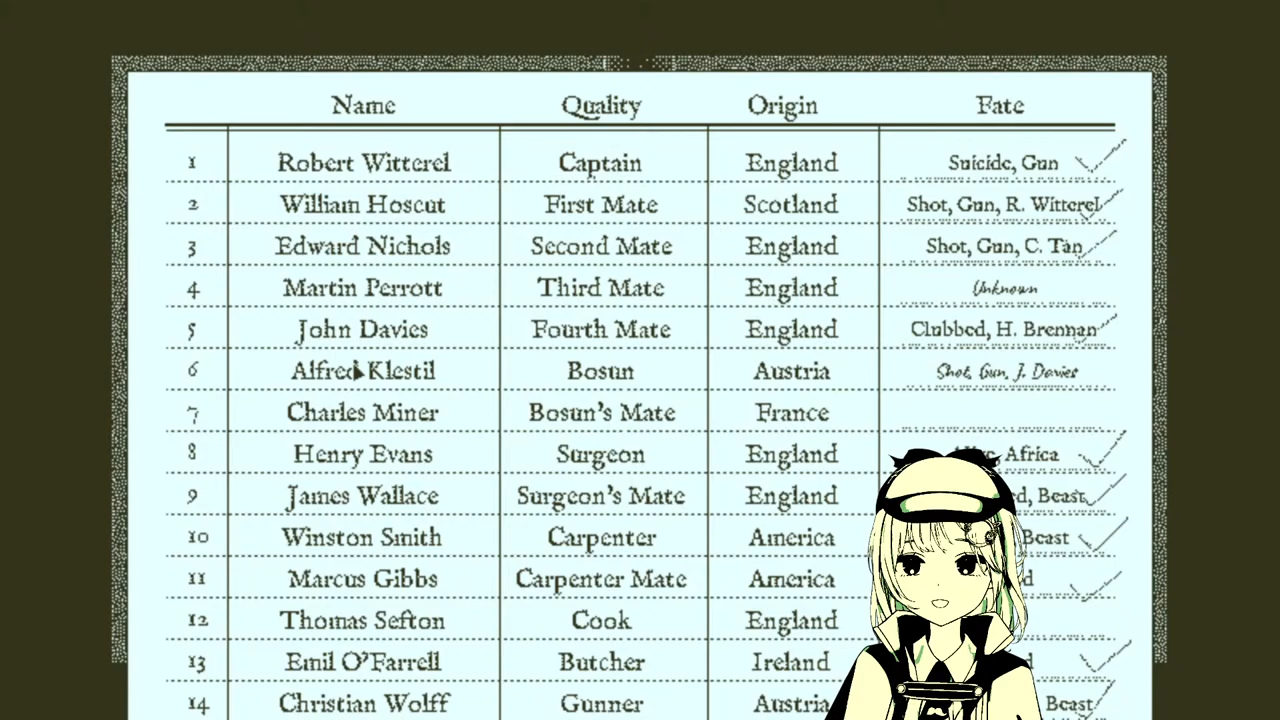 Name Quality Origin Fate
1 Robert Witterel Captain England Suicide, Gun
2 William Hoscut First Mate Scotland Shot, Gun, R. Witterel
3 Edward Nichols Second Mate England Shot, Gun, C. Tan
4 Martin Perrott Third Mate England Unknown
5 John Davies Fourth Mate England Clubbed, H. Brennan
6 Alfred Klestil Bosun Austria Shot, Gun, J. Davies
7 Charles Miner Bosun's Mate France
8 Henry Evans Surgeon England Africa
9 James Wallace Surgeon's Mate England Beast
10 Winston Smith Carpenter America Beast
11 Marcus Gibbs Carpenter Mate America
12 Thomas Sefton Cook England
13 Emil O'Farrell Butcher Ireland
14 Christian Wolff Gunner Austria Beast